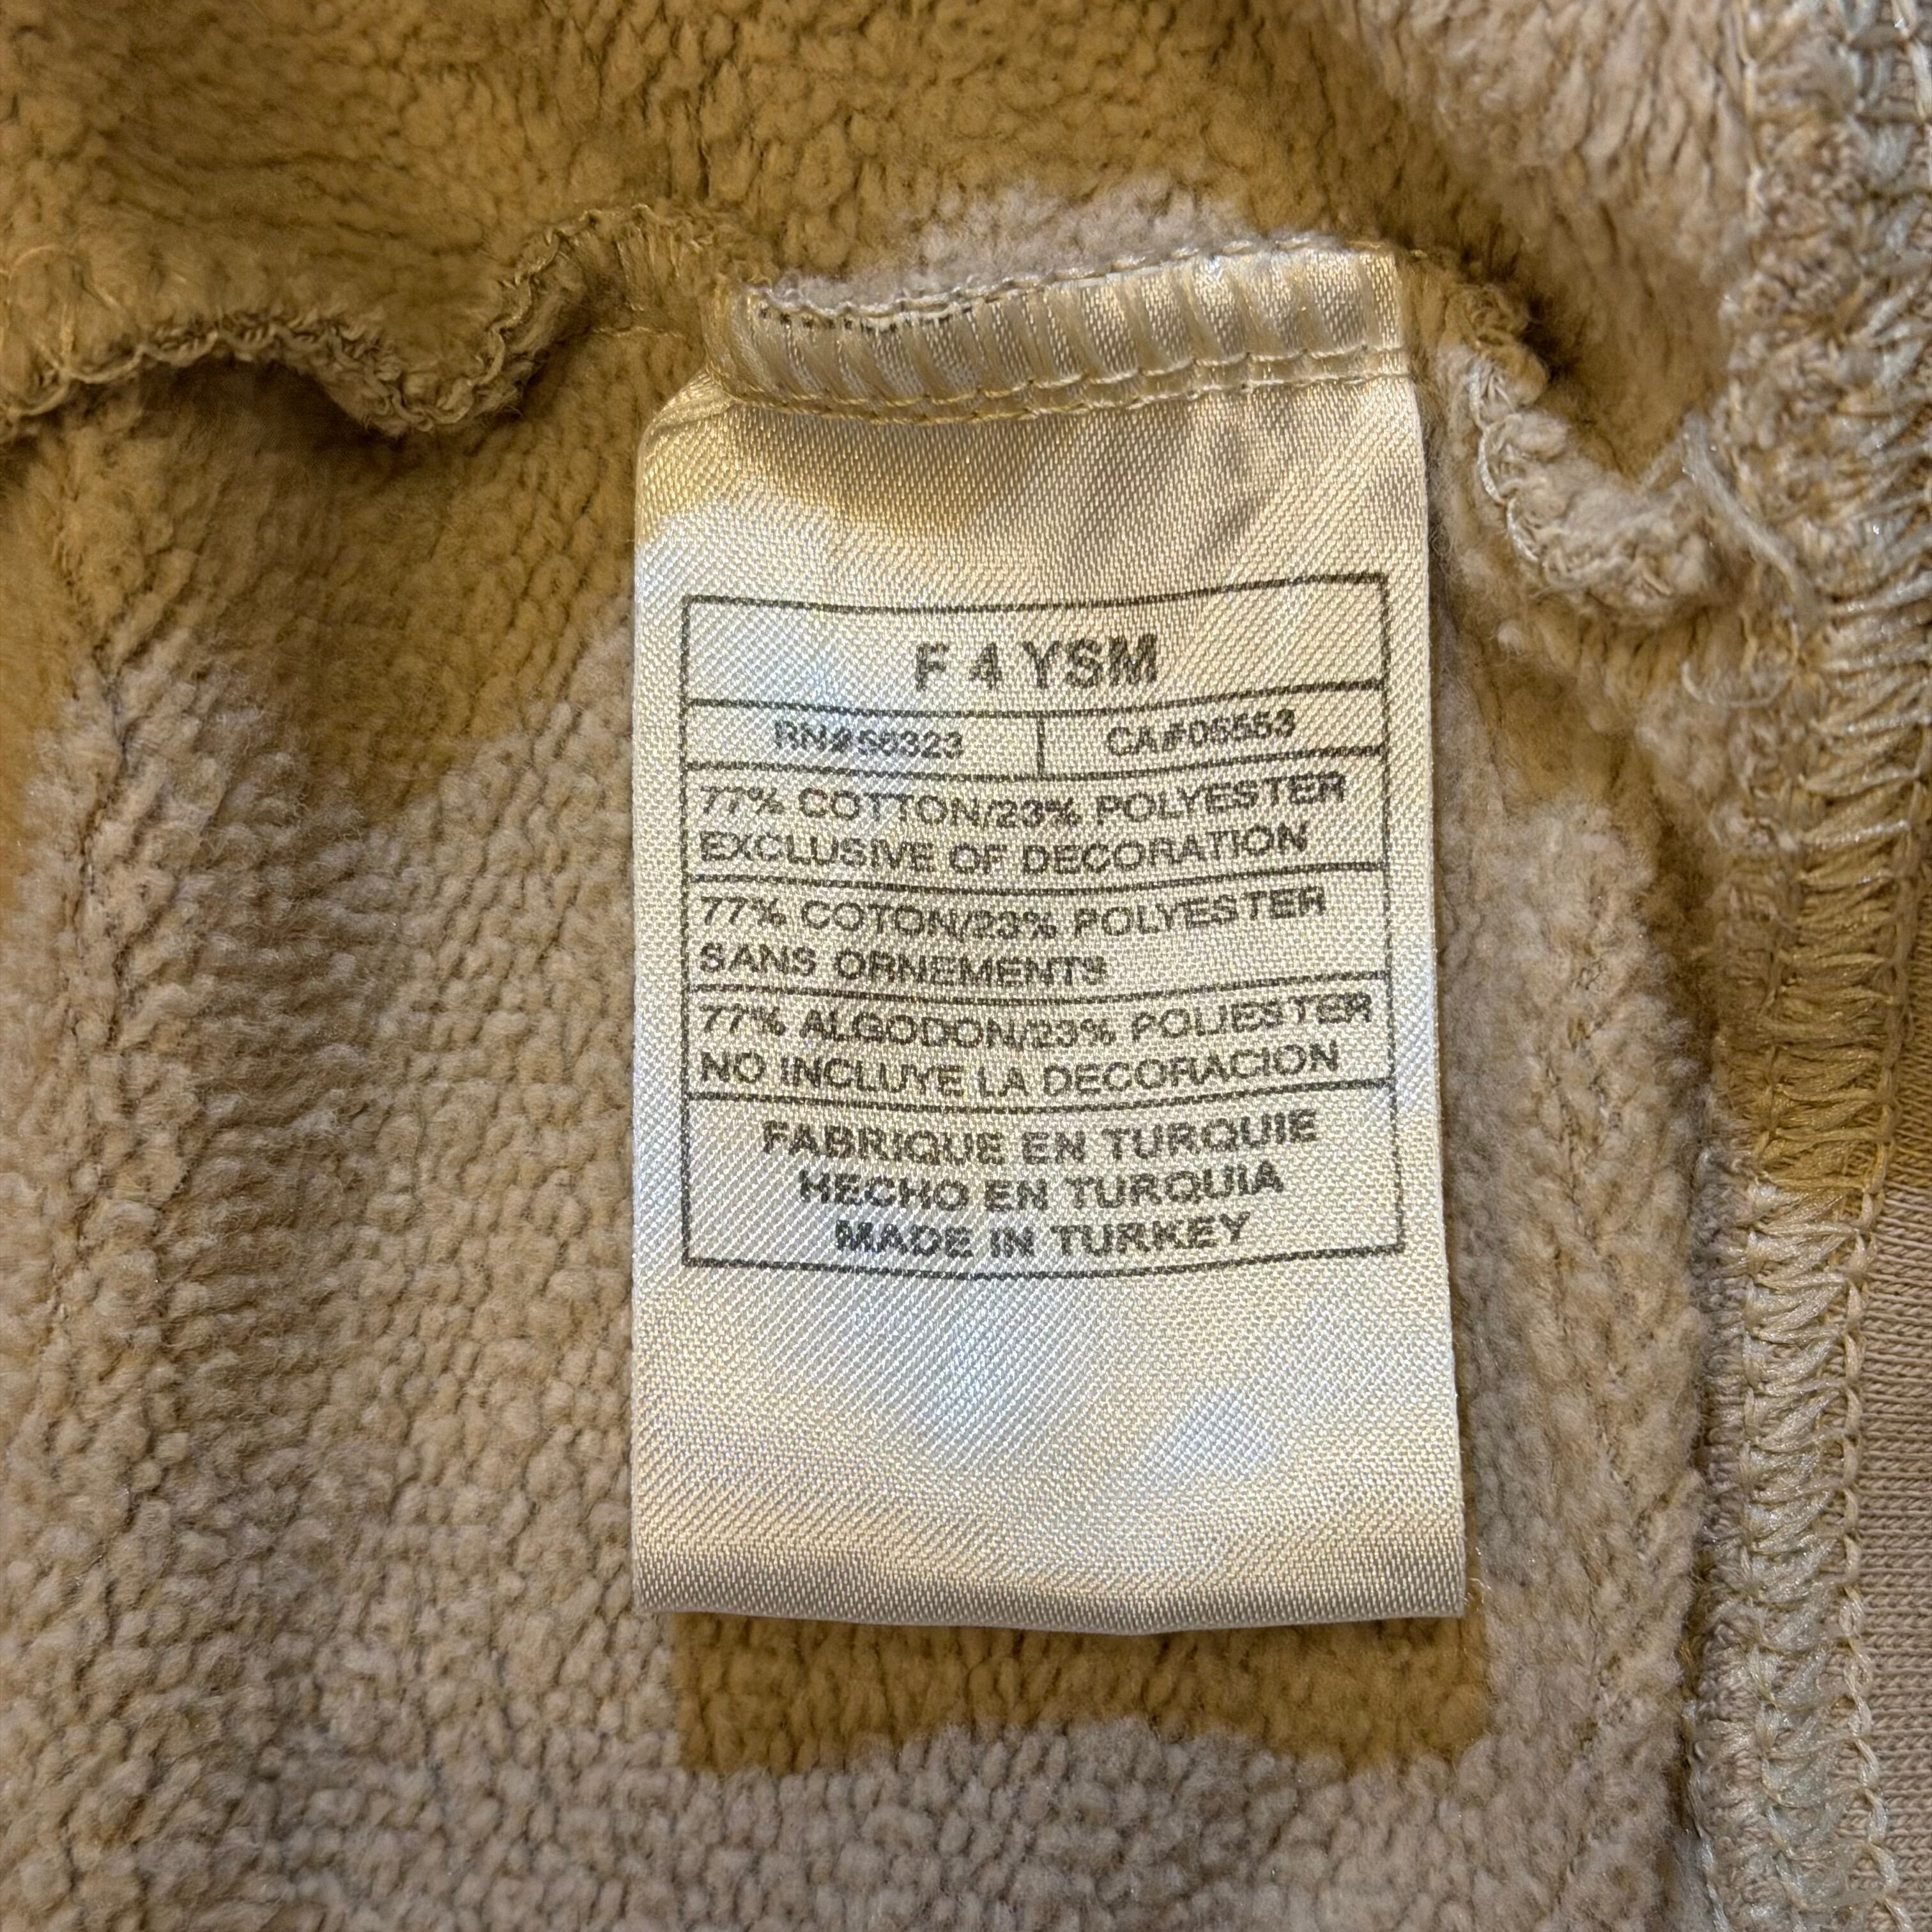 F 4 YSM
RN#56323 CA#05553
77% COTTON/23% POLYESTER
EXCLUSIVE OF DECORATION
77% COTON/23% POLYESTER
SANS ORNEMENTS
77% ALGODON/23% POLIESTER
NO INCLUYE LA DECORACION
FABRIQUE EN TURQUIE
HECHO EN TURQUIA
MADE IN TURKEY